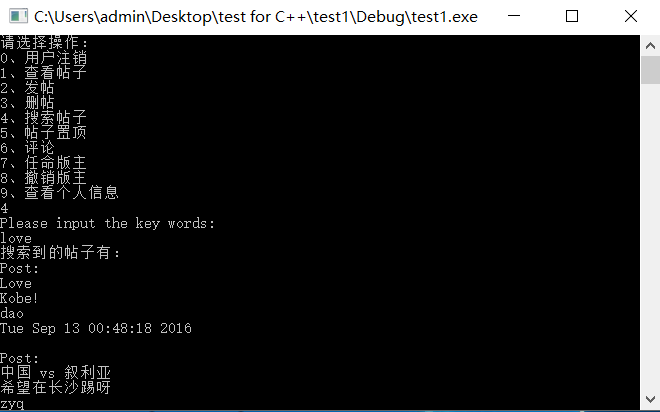 C:\Users\admin\Desktop\test for C++\test1\Debug\test1.exe
请选择操作：
0、用户注销
1、查看帖子
2、发帖
3、删帖
4、搜索帖子
5、帖子置顶
6、评论
7、任命版主
8、撤销版主
9、查看个人信息
4
Please input the key words:
love
搜索到的帖子有：
Post:
Love
Kobe!
dao
Tue Sep 13 00:48:18 2016
Post:
中国 vs 叙利亚
希望在长沙踢呀
zyq